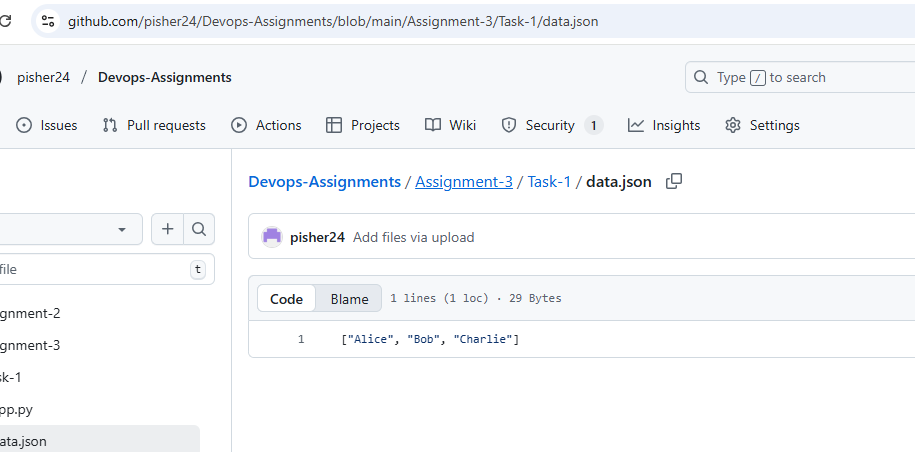 github.com/pisher24/Devops-Assignments/blob/main/Assignment-3/Task-1/data.json
pisher24 / Devops-Assignments
Type / to search
Issues Pull requests Actions Projects Wiki Security 1 Insights Settings
Devops-Assignments / Assignment-3 / Task-1 / data.json
pisher24 Add files via upload
file t
Code Blame 1 lines (1 loc) · 29 Bytes
gnment-2
1 ["Alice", "Bob", "Charlie"]
ignment-3
sk-1
pp.py
ata.json